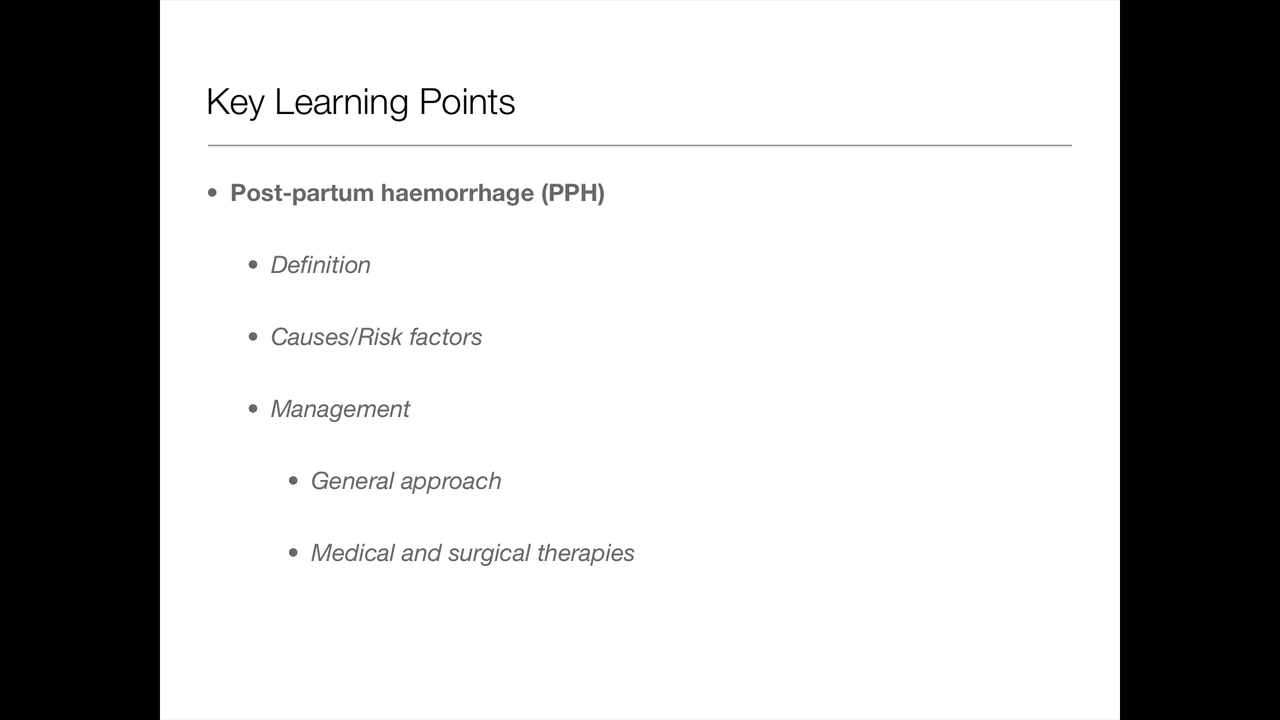 Key Learning Points
• Post-partum haemorrhage (PPH)
• Definition
• Causes/Risk factors
• Management
• General approach
• Medical and surgical therapies